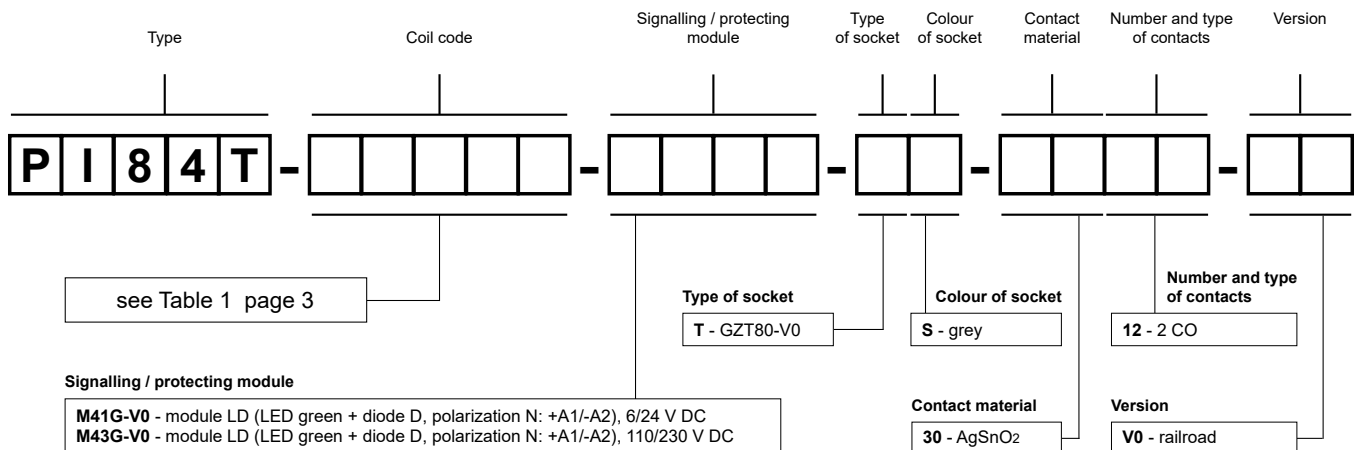 Type
Coil code
Signalling / protecting
module
Type
of socket
Colour
of socket
Contact
material
Number and type
of contacts
Version
P I 8 4 T - - - - -
see Table 1 page 3
Type of socket
T - GZT80-V0
Colour of socket
S - grey
Number and type
of contacts
12 - 2 CO
Signalling / protecting module
M41G-V0 - module LD (LED green + diode D, polarization N: +A1/-A2), 6/24 V DC
M43G-V0 - module LD (LED green + diode D, polarization N: +A1/-A2), 110/230 V DC
Contact material
30 - AgSnO2
Version
V0 - railroad